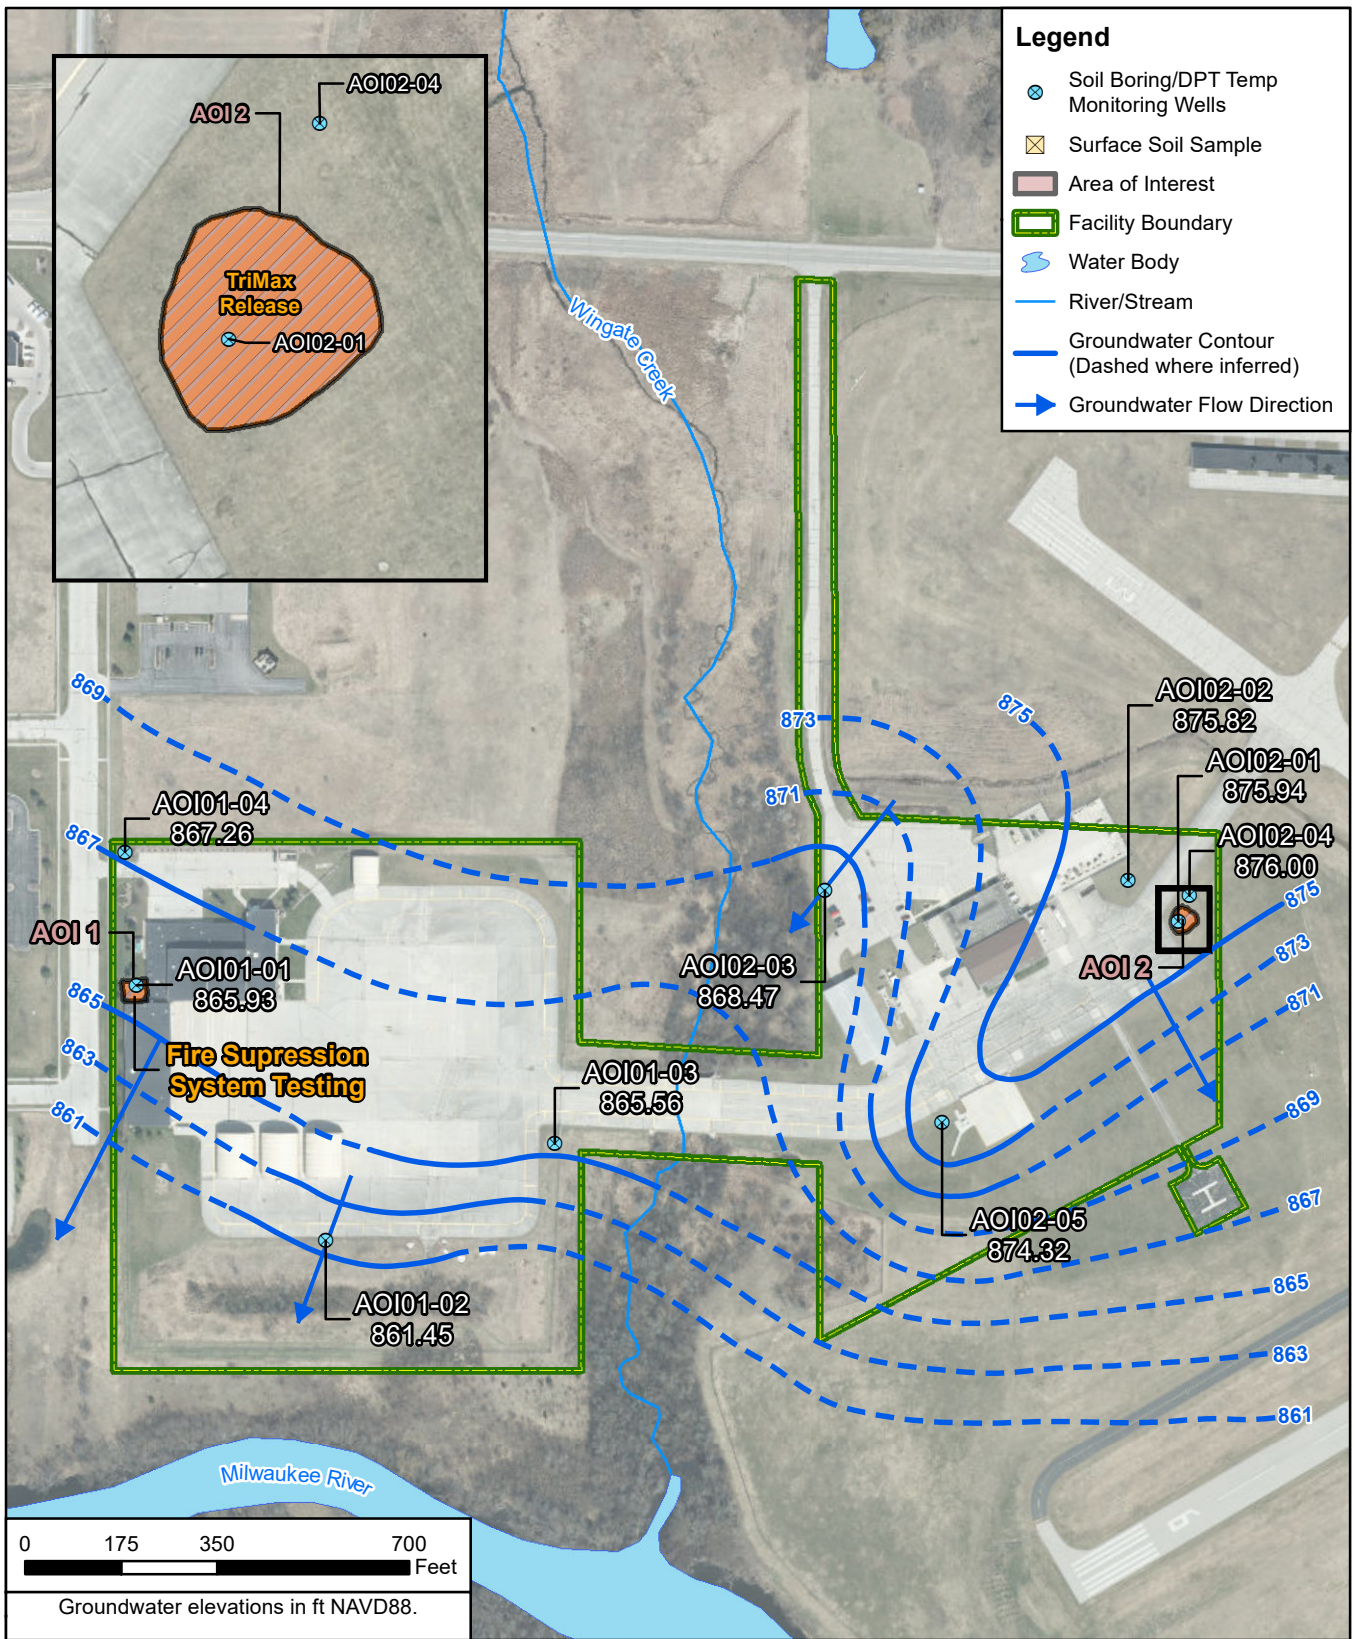 Legend
Soil Boring/DPT Temp
Monitoring Wells
Surface Soil Sample
Area of Interest
Facility Boundary
Water Body
River/Stream
Groundwater Contour
(Dashed where inferred)
Groundwater Flow Direction
AOI02-04
AOI 2
TriMax
Release
AOI02-01
Wingate Creek
869
873
875
AOI02-02
875.82
AOI02-01
875.94
871
AOI01-04
867.26
867
AOI02-04
876.00
875
AOI 1
873
AOI01-01
865.93
AOI02-03
868.47
AOI 2
865
871
863
Fire Supression
System Testing
AOI01-03
865.56
861
869
867
AOI02-05
874.32
865
AOI01-02
861.45
863
861
H
Milwaukee River
0 175 350 700
Feet
Groundwater elevations in ft NAVD88.